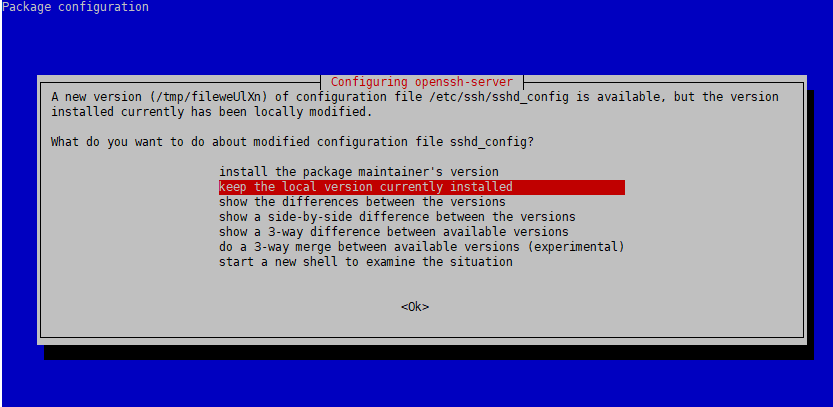 Package configuration
Configuring openssh-server
A new version (/tmp/fileweUlXn) of configuration file /etc/ssh/sshd_config is available, but the version
installed currently has been locally modified.
What do you want to do about modified configuration file sshd_config?
install the package maintainer's version
keep the local version currently installed
show the differences between the versions
show a side-by-side difference between the versions
show a 3-way difference between available versions
do a 3-way merge between available versions (experimental)
start a new shell to examine the situation
<Ok>